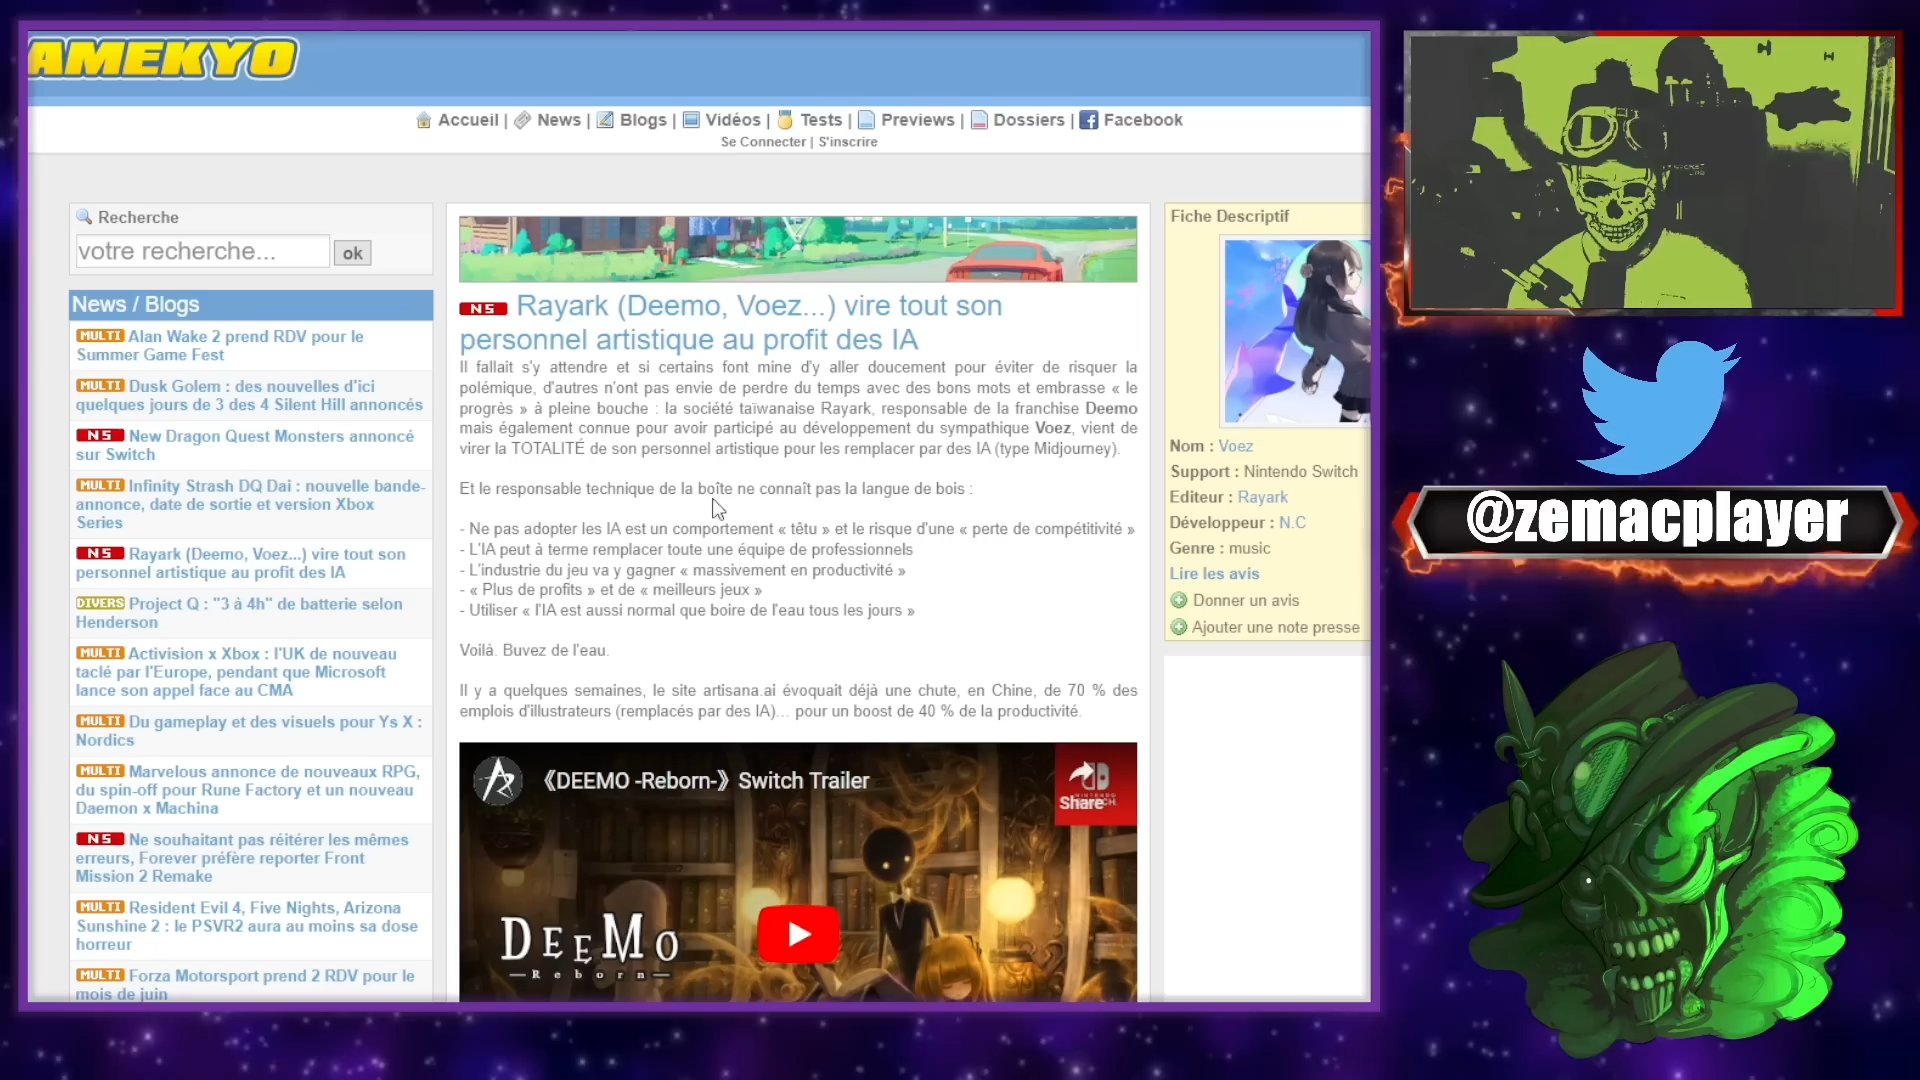 AMEKYO
Accueil | News | Blogs | Vidéos | Tests | Previews | Dossiers | Facebook
Se Connecter | S'inscrire
Recherche
votre recherche... ok
News / Blogs
MULTI Alan Wake 2 prend RDV pour le
Summer Game Fest
MULTI Dusk Golem : des nouvelles d'ici
quelques jours de 3 des 4 Silent Hill annoncés
NS New Dragon Quest Monsters annoncé
sur Switch
MULTI Infinity Strash DQ Dai : nouvelle bande-
annonce, date de sortie et version Xbox
Series
NS Rayark (Deemo, Voez...) vire tout son
personnel artistique au profit des IA
DIVERS Project Q : "3 à 4h" de batterie selon
Henderson
MULTI Activision x Xbox : l'UK de nouveau
taclé par l'Europe, pendant que Microsoft
lance son appel face au CMA
MULTI Du gameplay et des visuels pour Ys X :
Nordics
MULTI Marvelous annonce de nouveaux RPG,
du spin-off pour Rune Factory et un nouveau
Daemon x Machina
NS Ne souhaitant pas réitérer les mêmes
erreurs, Forever préfère reporter Front
Mission 2 Remake
MULTI Resident Evil 4, Five Nights, Arizona
Sunshine 2 : le PSVR2 aura au moins sa dose
horreur
MULTI Forza Motorsport prend 2 RDV pour le
mois de juin
NS Rayark (Deemo, Voez...) vire tout son
personnel artistique au profit des IA
Il fallait s'y attendre et si certains font mine d'y aller doucement pour éviter de risquer la
polémique, d'autres n'ont pas envie de perdre du temps avec des bons mots et embrasse « le
progrès » à pleine bouche : la société taïwanaise Rayark, responsable de la franchise Deemo
mais également connue pour avoir participé au développement du sympathique Voez, vient de
virer la TOTALITÉ de son personnel artistique pour les remplacer par des IA (type Midjourney).
Et le responsable technique de la boîte ne connaît pas la langue de bois :
- Ne pas adopter les IA est un comportement « têtu » et le risque d'une « perte de compétitivité »
- L'IA peut à terme remplacer toute une équipe de professionnels
- L'industrie du jeu va y gagner « massivement en productivité »
- « Plus de profits » et de « meilleurs jeux »
- Utiliser « l'IA est aussi normal que boire de l'eau tous les jours »
Voilà. Buvez de l'eau.
Il y a quelques semaines, le site artisana.ai évoquait déjà une chute, en Chine, de 70 % des
emplois d'illustrateurs (remplacés par des IA)... pour un boost de 40 % de la productivité.
《DEEMO -Reborn-》Switch Trailer
Share
DEEMO
Reborn
Fiche Descriptif
Nom : Voez
Support : Nintendo Switch
Editeur : Rayark
Développeur : N.C
Genre : music
Lire les avis
Donner un avis
Ajouter une note presse
@zemacplayer